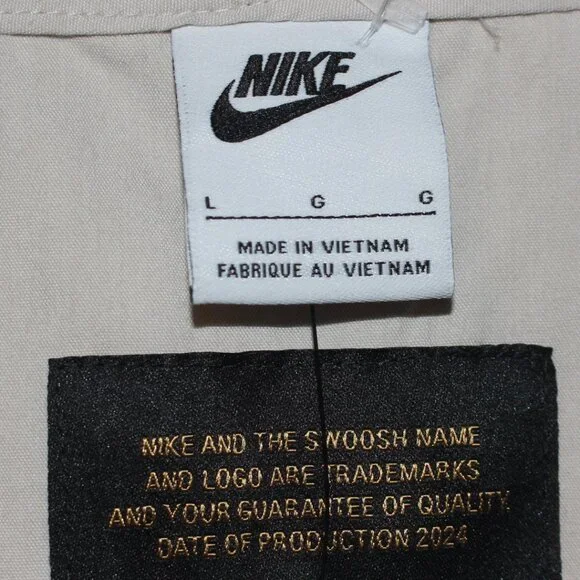 NIKE
L G G
MADE IN VIETNAM
FABRIQUE AU VIETNAM
NIKE AND THE SWOOSH NAME
AND LOGO ARE TRADEMARKS
AND YOUR GUARANTEE OF QUALITY
DATE OF PRODUCTION 2024